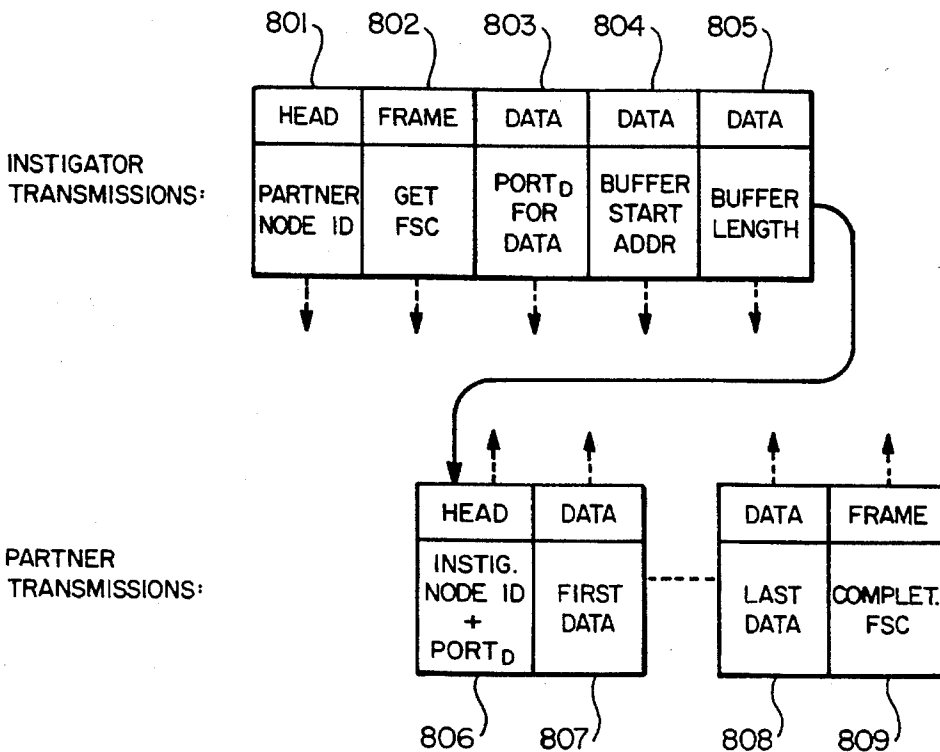 801 802 803 804 805
HEAD FRAME DATA DATA DATA
INSTIGATOR
TRANSMISSIONS:
PARTNER
NODE ID
GET
FSC
PORT D
FOR
DATA
BUFFER
START
ADDR
BUFFER
LENGTH
HEAD DATA DATA FRAME
PARTNER
TRANSMISSIONS:
INSTIG.
NODE ID
+
PORT D
FIRST
DATA
LAST
DATA
COMPLET.
FSC
806 807 808 809